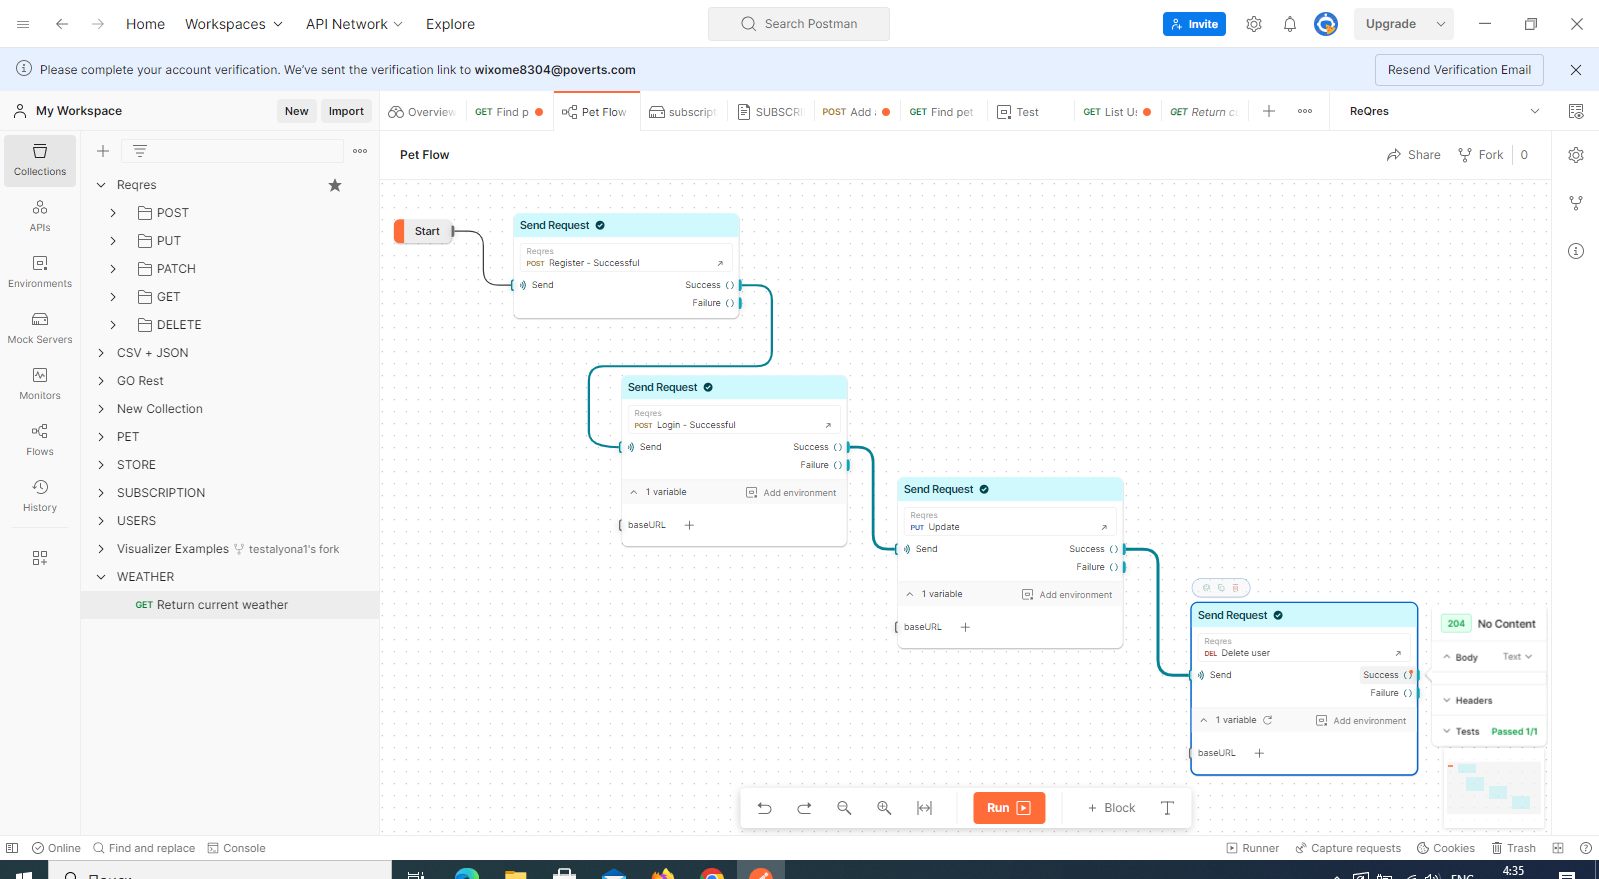 Home
Workspaces
API Network
Explore
Search Postman
Invite
Upgrade
Please complete your account verification. We've sent the verification link to wixome8304@poverts.com
Resend Verification Email
My Workspace
New
Import
Overview
GET Find p
Pet Flow
subscript
SUBSCRI
POST Add a
GET Find pet
Test
GET List Us
GET Return cu
ReQres
Pet Flow
Share
Fork
0
Collections
APIs
Environments
Mock Servers
Monitors
Flows
History
Reqres
POST
PUT
PATCH
GET
DELETE
CSV + JSON
GO Rest
New Collection
PET
STORE
SUBSCRIPTION
USERS
Visualizer Examples testalyona1's fork
WEATHER
GET Return current weather
Start
Send Request
Reqres
POST Register - Successful
Send
Success ()
Failure ()
Send Request
Reqres
POST Login - Successful
Send
Success ()
Failure ()
1 variable
Add environment
baseURL
Send Request
Reqres
PUT Update
Send
Success ()
Failure ()
1 variable
Add environment
baseURL
Send Request
Reqres
DEL Delete user
Send
Success ()
Failure ()
1 variable
Add environment
baseURL
204 No Content
Body
Text
Headers
Tests
Passed 1/1
Run
+ Block
T
Online
Find and replace
Console
Runner
Capture requests
Cookies
Trash
Поиск
ENG
4:35